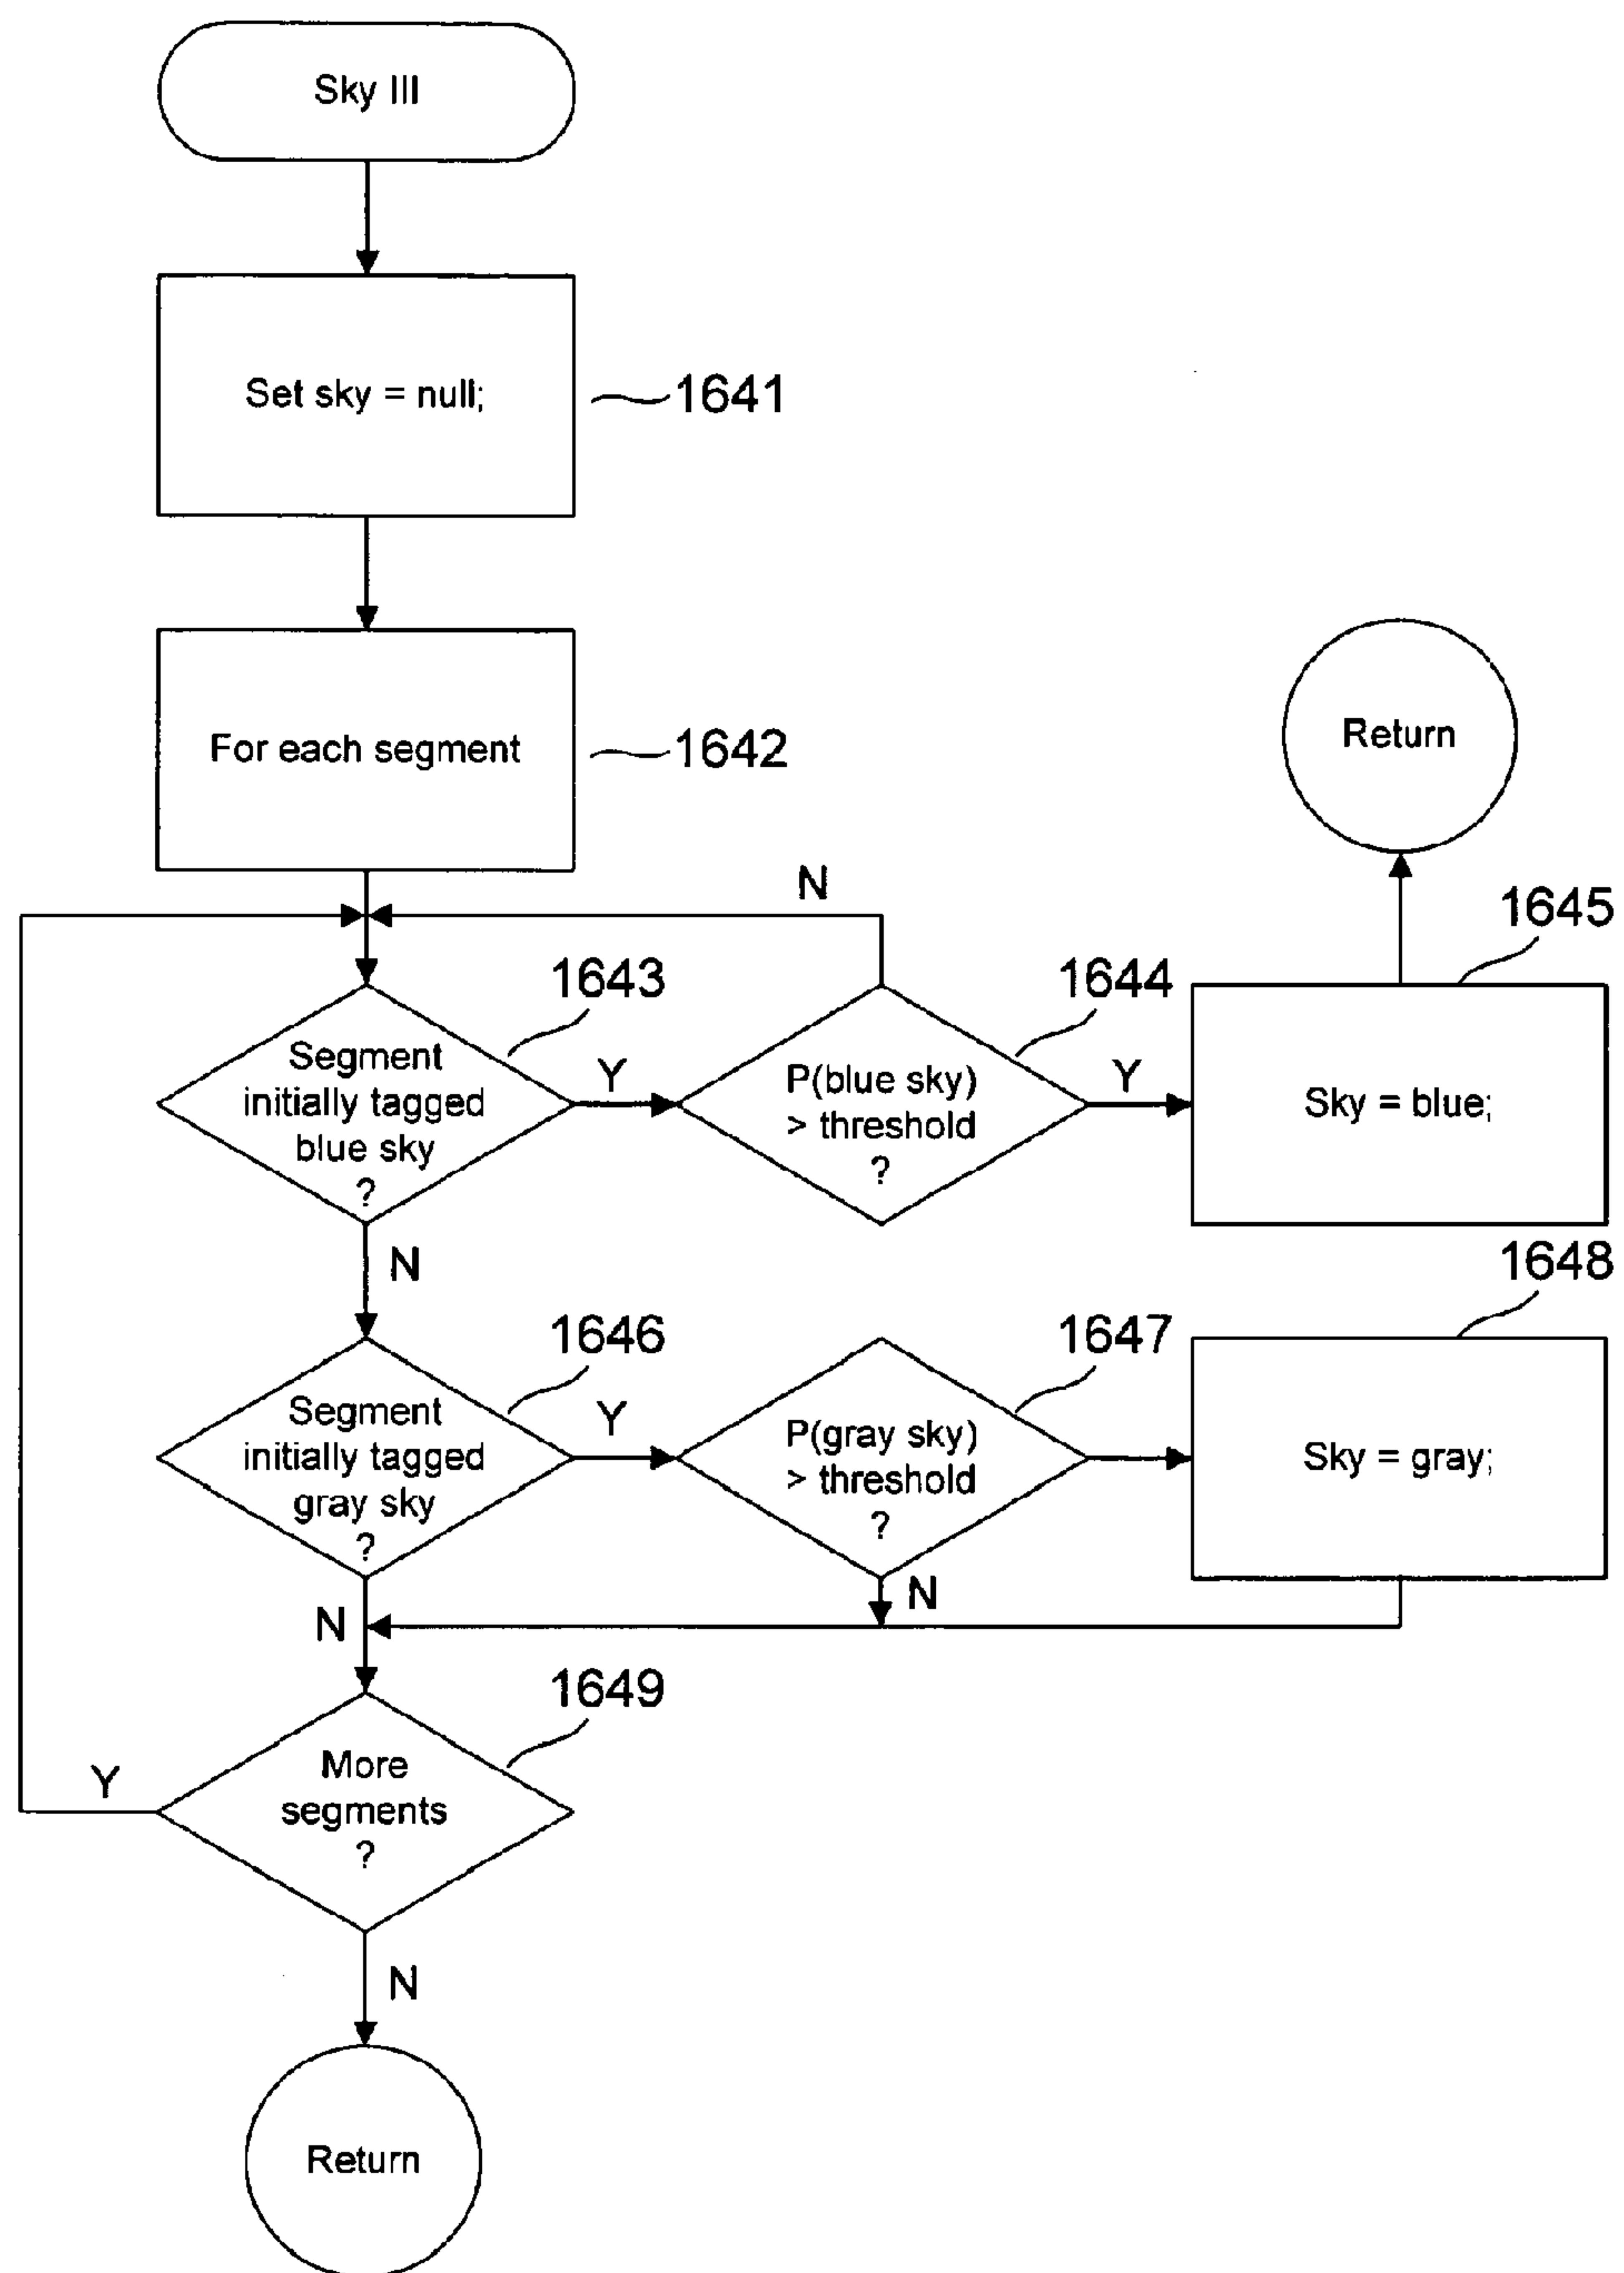 Sky III
Set sky = null;
1641
For each segment
1642
Return
N
1645
1643
1644
Segment
initially tagged
blue sky
?
Y
P(blue sky)
> threshold
?
Y
Sky = blue;
N
1648
1646
1647
Segment
initially tagged
gray sky
?
Y
P(gray sky)
> threshold
?
Sky = gray;
N
N
1649
More
segments
?
Y
N
Return